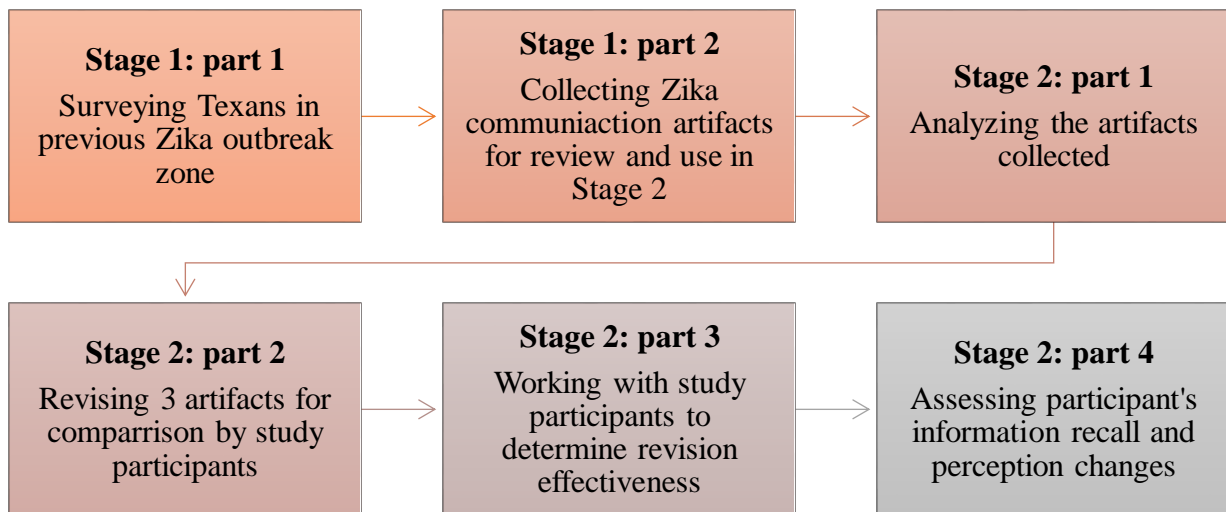 Stage 1: part 1
Surveying Texans in
previous Zika outbreak
zone
Stage 1: part 2
Collecting Zika
communiaction artifacts
for review and use in
Stage 2
Stage 2: part 1
Analyzing the artifacts
collected
Stage 2: part 2
Revising 3 artifacts for
comparrison by study
participants
Stage 2: part 3
Working with study
participants to
determine revision
effectiveness
Stage 2: part 4
Assessing participant's
information recall and
perception changes